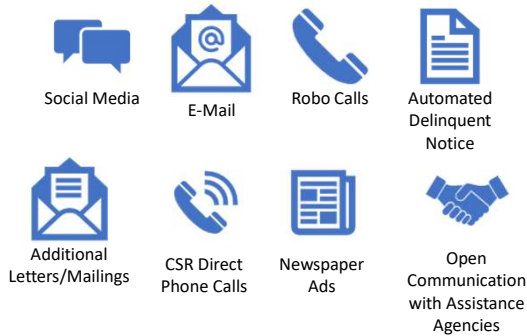 Social Media
E-Mail
Robo Calls
Automated
Delinquent
Notice
Additional
Letters/Mailings
CSR Direct
Phone Calls
Newspaper
Ads
Open
Communication
with Assistance
Agencies